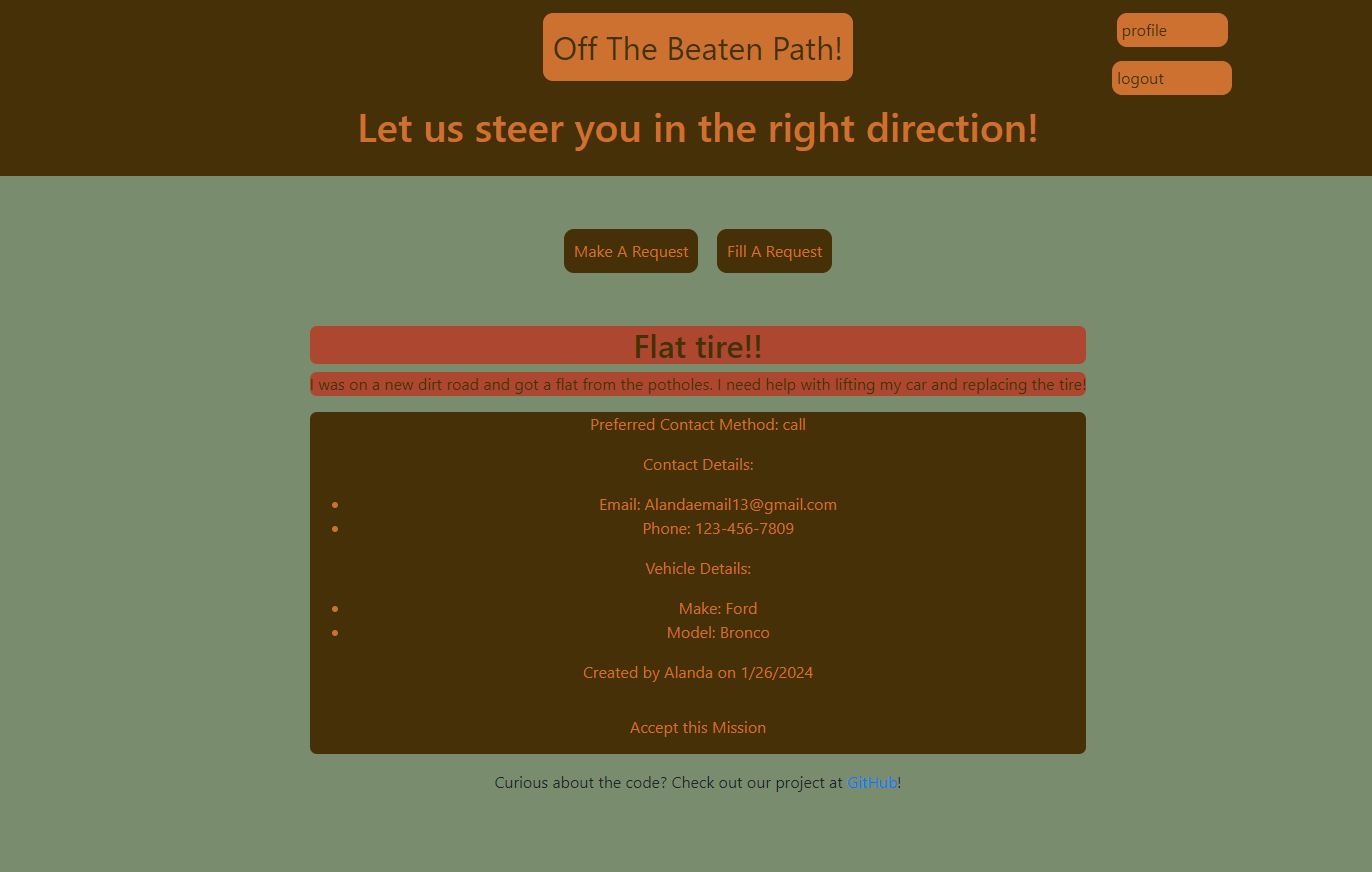 Off The Beaten Path!
profile
logout
Let us steer you in the right direction!
Make A Request
Fill A Request
Flat tire!!
I was on a new dirt road and got a flat from the potholes. I need help with lifting my car and replacing the tire!
Preferred Contact Method: call
Contact Details:
Email: Alandaemail13@gmail.com
Phone: 123-456-7809
Vehicle Details:
Make: Ford
Model: Bronco
Created by Alanda on 1/26/2024
Accept this Mission
Curious about the code? Check out our project at GitHub!